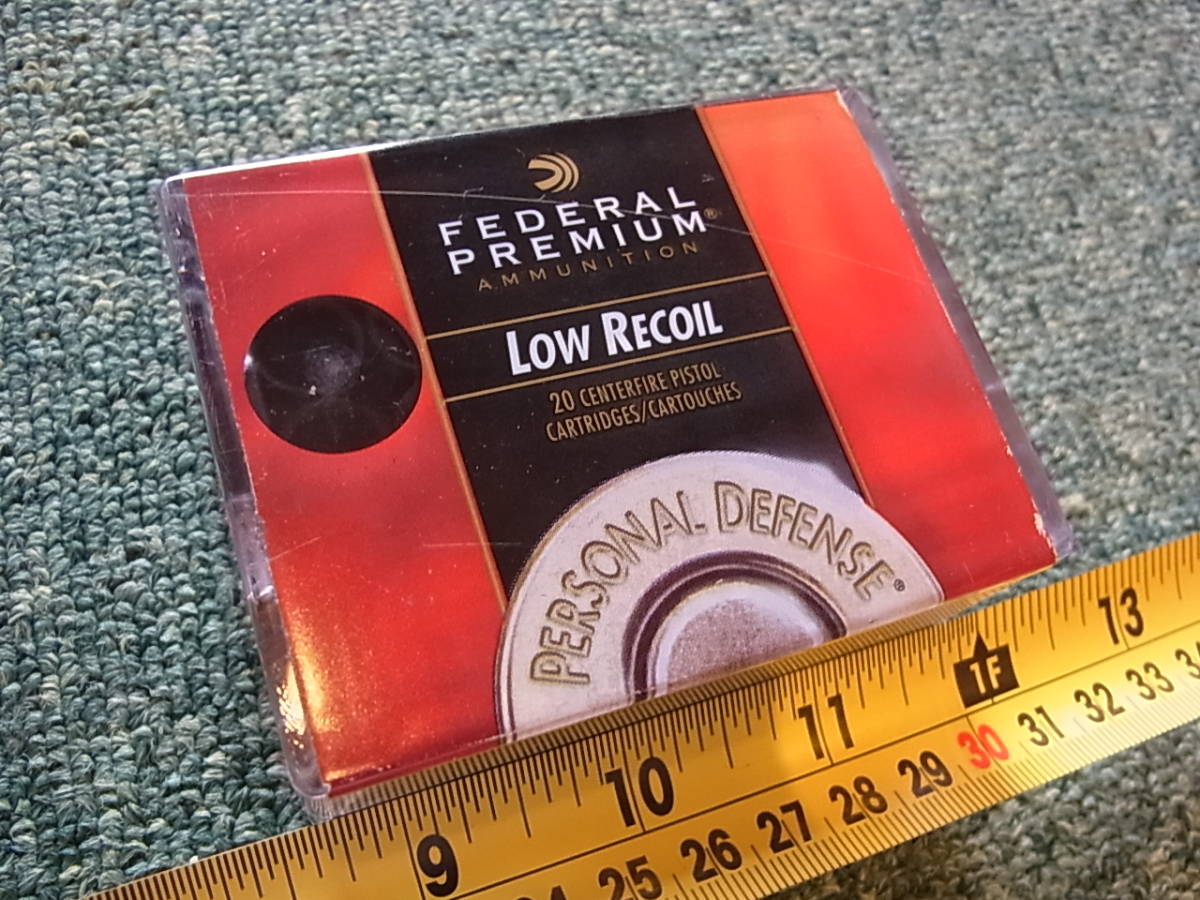 FEDERAL
PREMIUM®
AMMUNITION
LOW RECOIL
20 CENTERFIRE PISTOL
CARTRIDGES/CARTOUCHES
PERSONAL DEFENSE®
9 10 11 1F 13
25 26 27 28 29 30 31 32 33